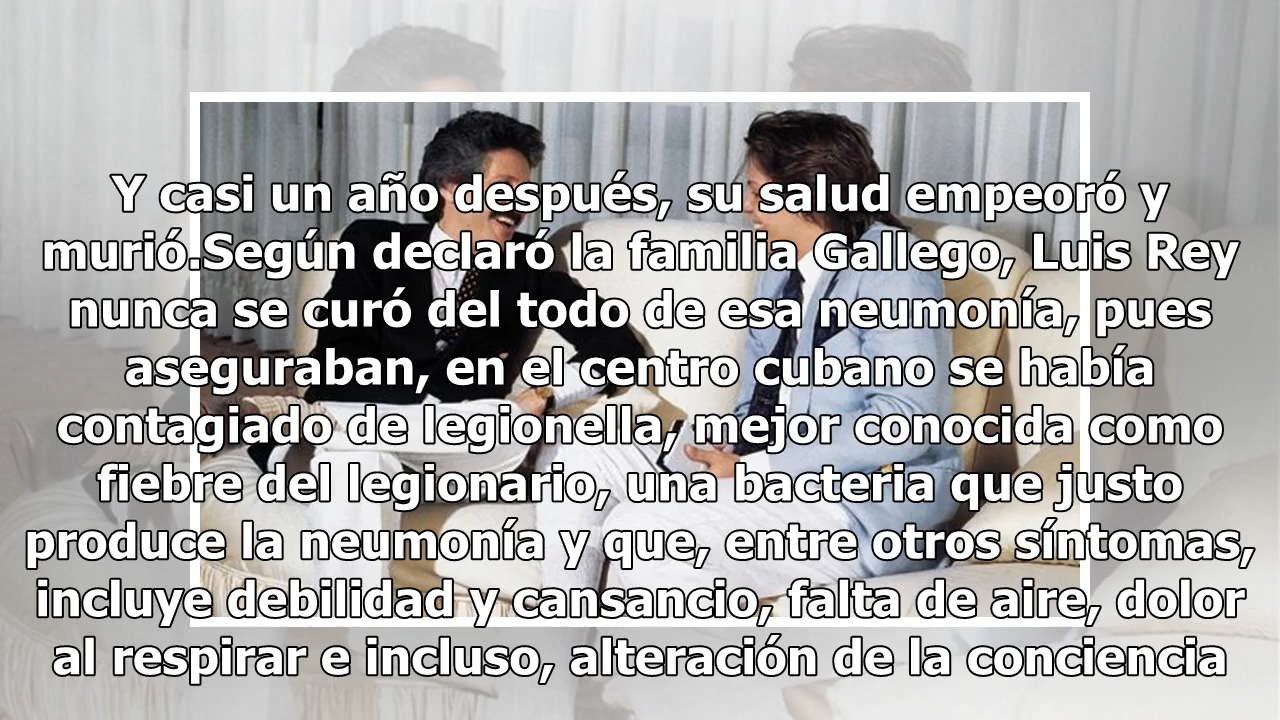 Y casi un año después, su salud empeoró y
murió.Según declaró la familia Gallego, Luis Rey
nunca se curó del todo de esa neumonía, pues
aseguraban, en el centro cubano se había
contagiado de legionella, mejor conocida como
fiebre del legionario, una bacteria que justo
produce la neumonía y que, entre otros síntomas,
incluye debilidad y cansancio, falta de aire, dolor
al respirar e incluso, alteración de la conciencia